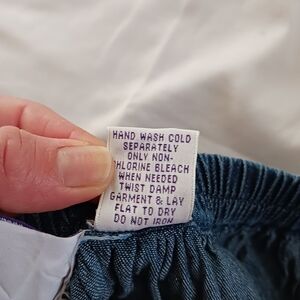 HAND WASH COLD
SEPARATELY
ONLY NON-
CHLORINE BLEACH
WHEN NEEDED
TWIST DAMP
GARMENT & LAY
FLAT TO DRY
DO NOT IRON